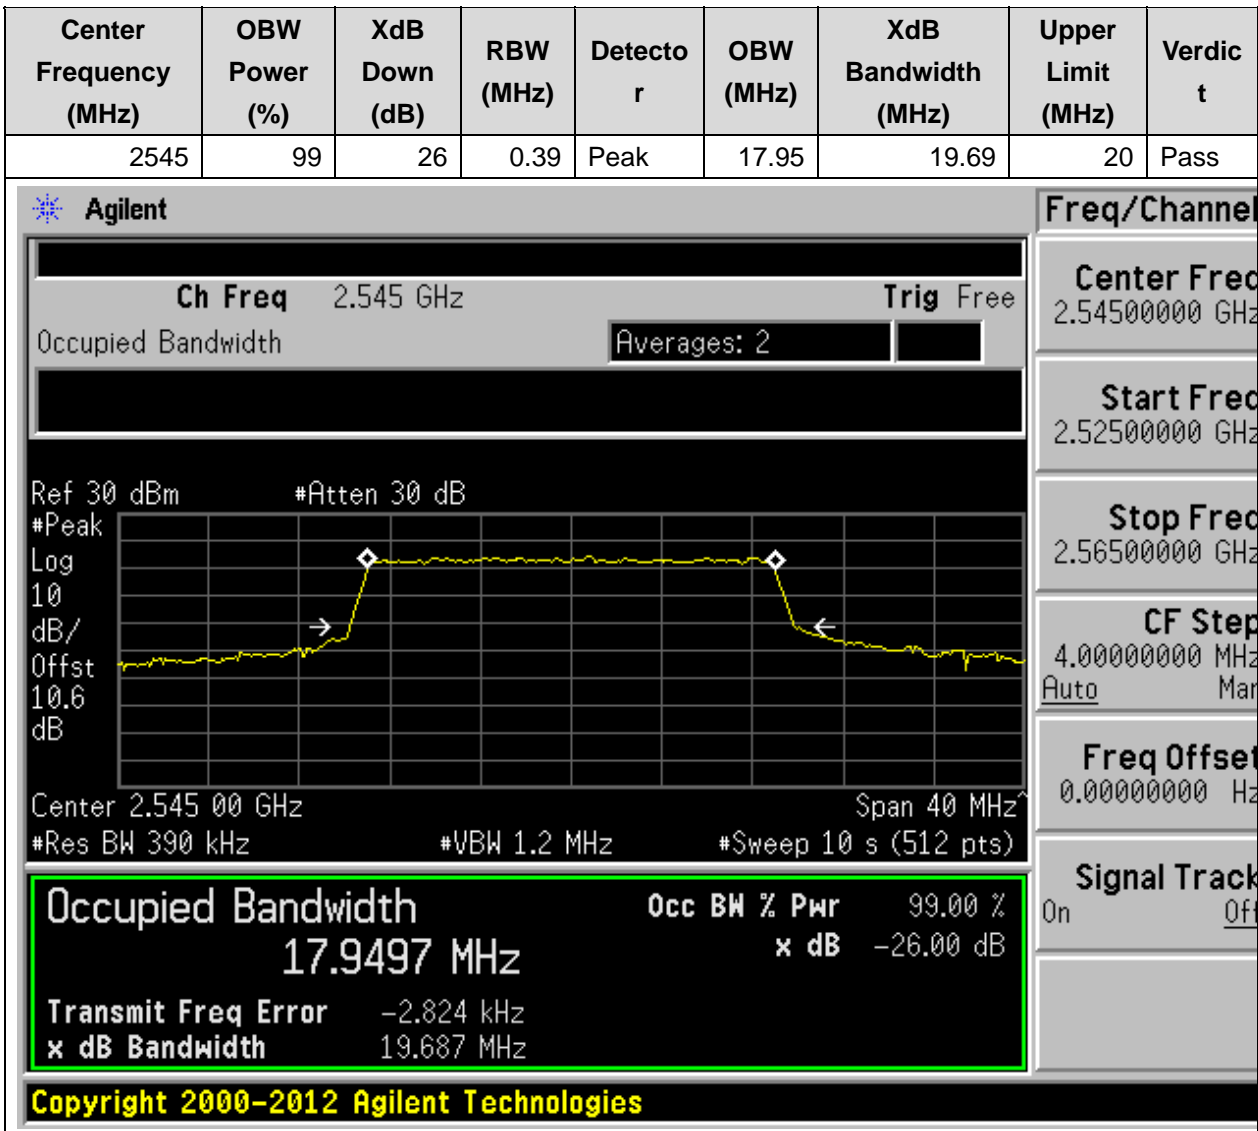 Center Frequency (MHz) OBW Power (%) XdB Down (dB) RBW (MHz) Detecto r OBW (MHz) XdB Bandwidth (MHz) Upper Limit (MHz) Verdic t
2545 99 26 0.39 Peak 17.95 19.69 20 Pass
Agilent
Freq/Channel
Ch Freq 2.545 GHz Trig Free
Occupied Bandwidth Averages: 2
Ref 30 dBm #Atten 30 dB
#Peak
Log
10
dB/
Offst
10.6
dB
Center 2.545 00 GHz Span 40 MHz^
#Res BW 390 kHz #VBW 1.2 MHz #Sweep 10 s (512 pts)
Occupied Bandwidth
17.9497 MHz
Occ BW % Pwr 99.00 %
x dB -26.00 dB
Transmit Freq Error -2.824 kHz
x dB Bandwidth 19.687 MHz
Center Freq
2.54500000 GHz
Start Freq
2.52500000 GHz
Stop Freq
2.56500000 GHz
CF Step
4.00000000 MHz
Auto Man
Freq Offset
0.00000000 Hz
Signal Track
On Off
Copyright 2000-2012 Agilent Technologies